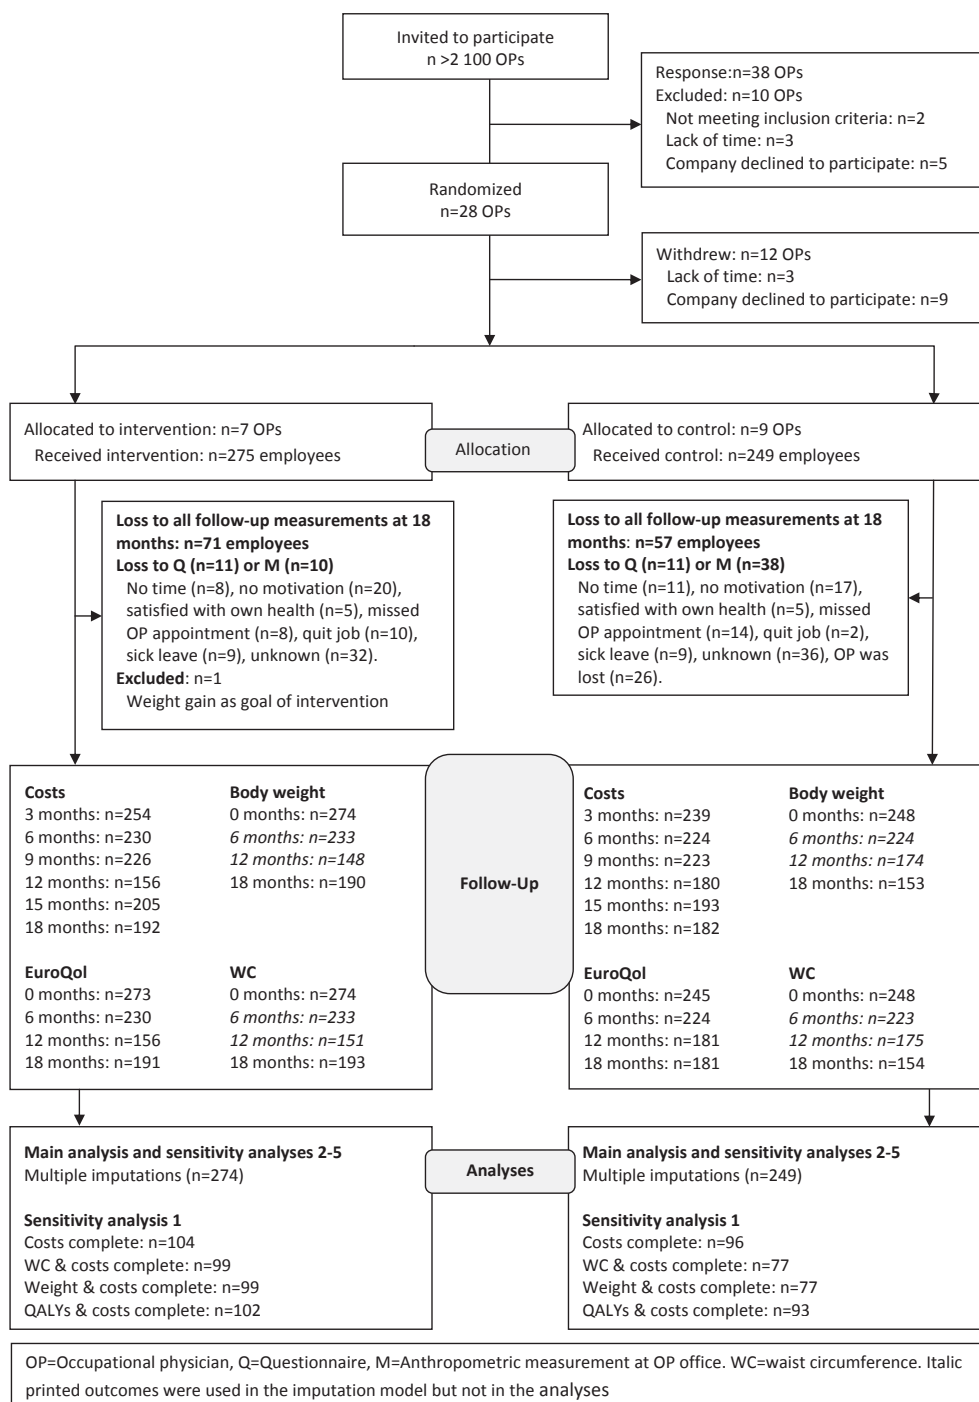 Invited to participate
n >2 100 OPs
Response:n=38 OPs
Excluded: n=10 OPs
Not meeting inclusion criteria: n=2
Lack of time: n=3
Company declined to participate: n=5
Randomized
n=28 OPs
Withdrew: n=12 OPs
Lack of time: n=3
Company declined to participate: n=9
Allocated to intervention: n=7 OPs
Received intervention: n=275 employees
Allocation
Allocated to control: n=9 OPs
Received control: n=249 employees
Loss to all follow-up measurements at 18
months: n=71 employees
Loss to Q (n=11) or M (n=10)
No time (n=8), no motivation (n=20),
satisfied with own health (n=5), missed
OP appointment (n=8), quit job (n=10),
sick leave (n=9), unknown (n=32).
Excluded: n=1
Weight gain as goal of intervention
Loss to all follow-up measurements at 18
months: n=57 employees
Loss to Q (n=11) or M (n=38)
No time (n=11), no motivation (n=17),
satisfied with own health (n=5), missed
OP appointment (n=14), quit job (n=2),
sick leave (n=9), unknown (n=36), OP was
lost (n=26).
Costs
3 months: n=254
6 months: n=230
9 months: n=226
12 months: n=156
15 months: n=205
18 months: n=192
Body weight
0 months: n=274
6 months: n=233
12 months: n=148
18 months: n=190
EuroQol
0 months: n=273
6 months: n=230
12 months: n=156
18 months: n=191
WC
0 months: n=274
6 months: n=233
12 months: n=151
18 months: n=193
Follow-Up
Costs
3 months: n=239
6 months: n=224
9 months: n=223
12 months: n=180
15 months: n=193
18 months: n=182
Body weight
0 months: n=248
6 months: n=224
12 months: n=174
18 months: n=153
EuroQol
0 months: n=245
6 months: n=224
12 months: n=181
18 months: n=181
WC
0 months: n=248
6 months: n=223
12 months: n=175
18 months: n=154
Main analysis and sensitivity analyses 2-5
Multiple imputations (n=274)
Sensitivity analysis 1
Costs complete: n=104
WC & costs complete: n=99
Weight & costs complete: n=99
QALYs & costs complete: n=102
Analyses
Main analysis and sensitivity analyses 2-5
Multiple imputations (n=249)
Sensitivity analysis 1
Costs complete: n=96
WC & costs complete: n=77
Weight & costs complete: n=77
QALYs & costs complete: n=93
OP=Occupational physician, Q=Questionnaire, M=Anthropometric measurement at OP office. WC=waist circumference. Italic
printed outcomes were used in the imputation model but not in the analyses